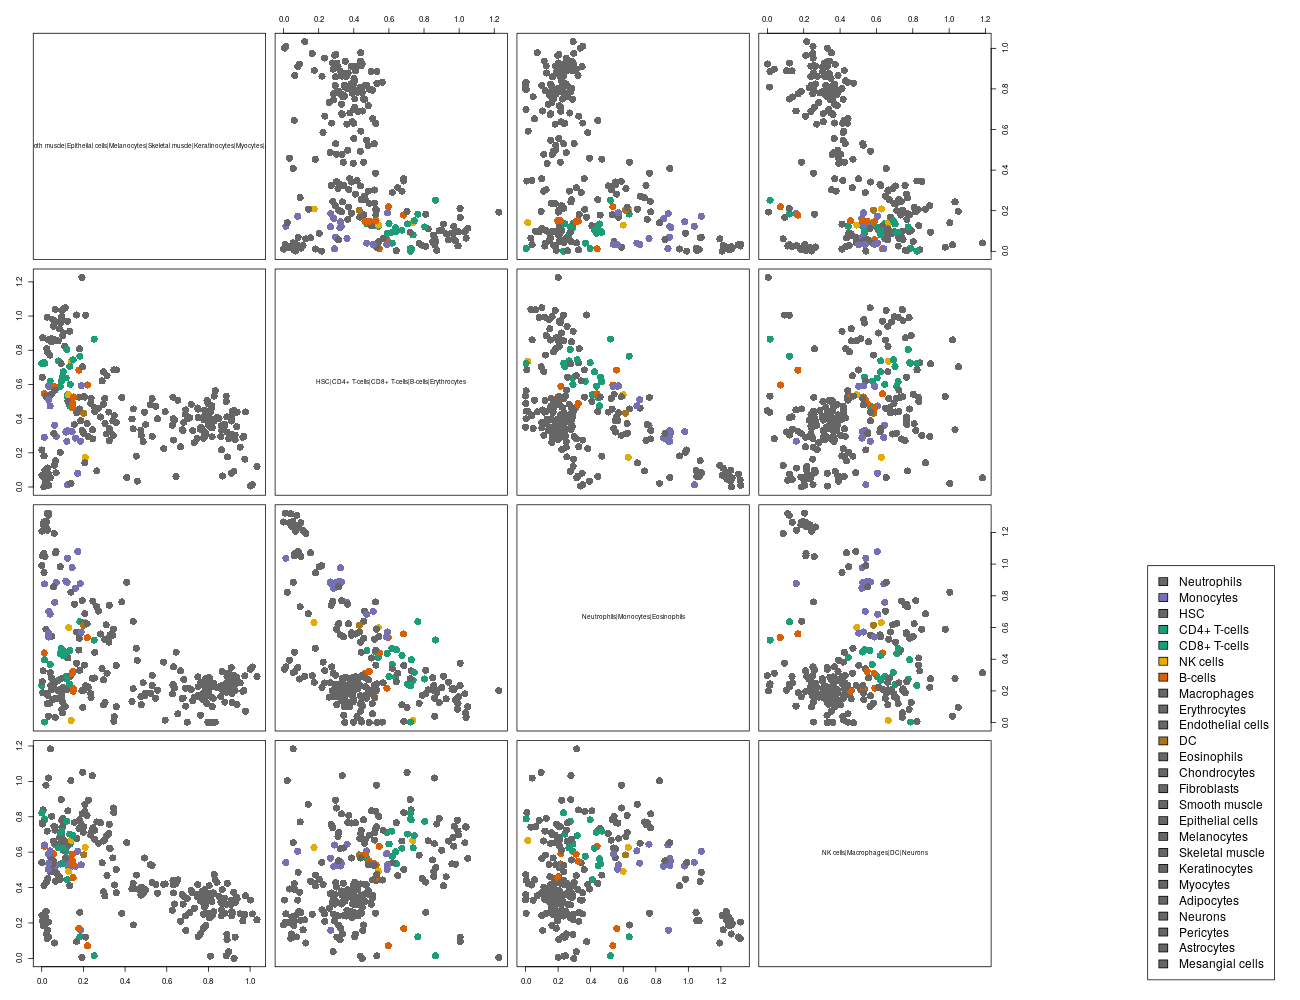 0.0 0.2 0.4 0.6 0.8 1.0 1.2
0.0 0.2 0.4 0.6 0.8 1.0 1.2
oth muscle|Epithelial cells|Melanocytes|Skeletal muscle|Keratinocytes|Myocytes|
0.0 0.2 0.4 0.6 0.8 1.0
0.0 0.2 0.4 0.6 0.8 1.0 1.2
HSC|CD4+ T-cells|CD8+ T-cells|B-cells|Erythrocytes
Neutrophils|Monocytes|Eosinophils
0.0 0.2 0.4 0.6 0.8 1.0 1.2
0.0 0.2 0.4 0.6 0.8 1.0 1.2
NK cells|Macrophages|DC|Neurons
0.0 0.2 0.4 0.6 0.8 1.0
0.0 0.2 0.4 0.6 0.8 1.0 1.2
Neutrophils
Monocytes
HSC
CD4+ T-cells
CD8+ T-cells
NK cells
B-cells
Macrophages
Erythrocytes
Endothelial cells
DC
Eosinophils
Chondrocytes
Fibroblasts
Smooth muscle
Epithelial cells
Melanocytes
Skeletal muscle
Keratinocytes
Myocytes
Adipocytes
Neurons
Pericytes
Astrocytes
Mesangial cells